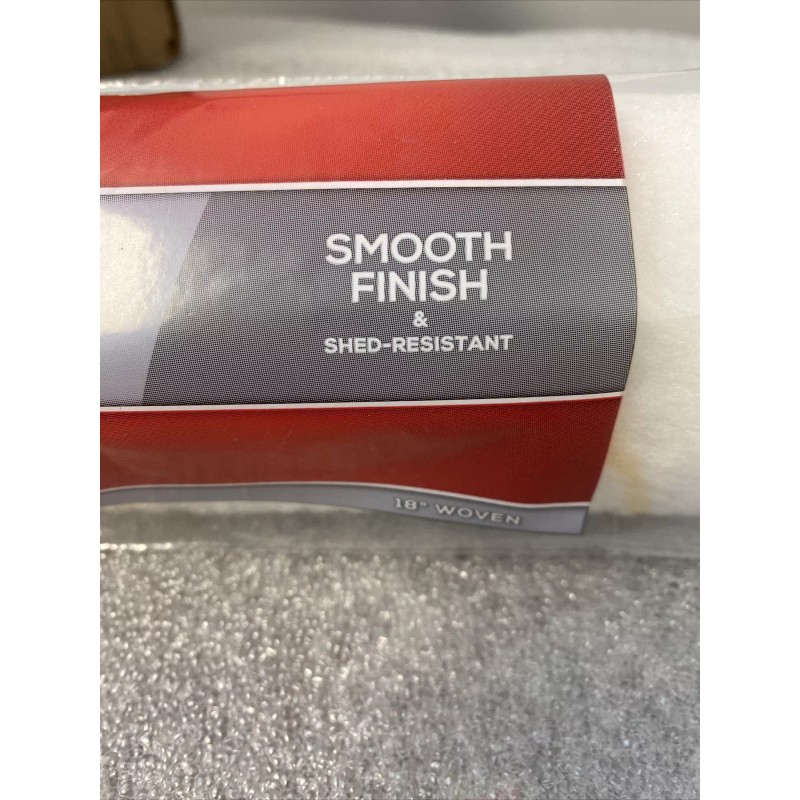 SMOOTH
FINISH
&
SHED-RESISTANT
18" WOVEN